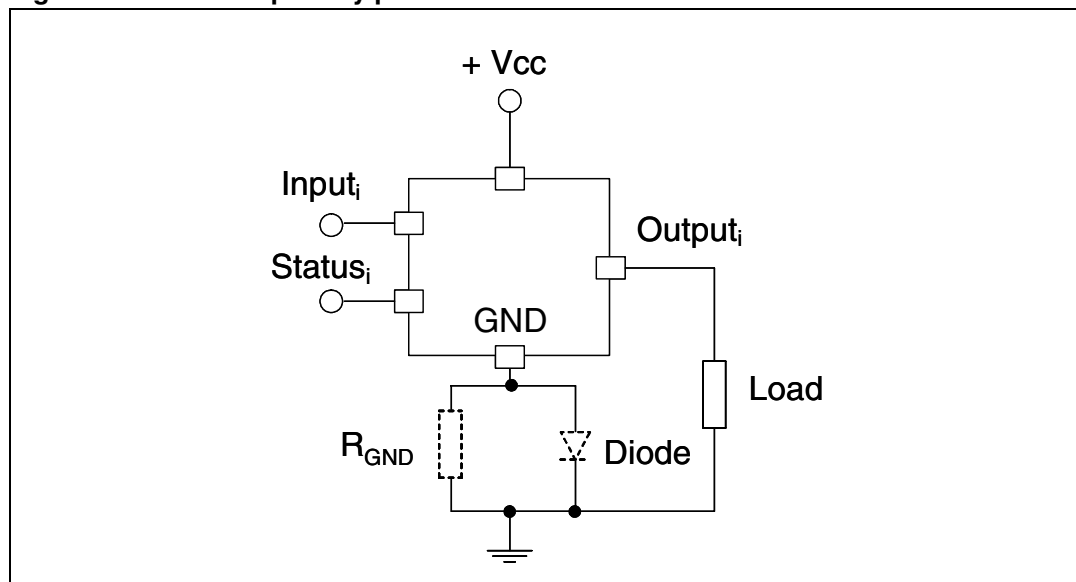 + Vcc
Inputᵢ
Outputᵢ
Statusᵢ
GND
Load
R_GND
Diode